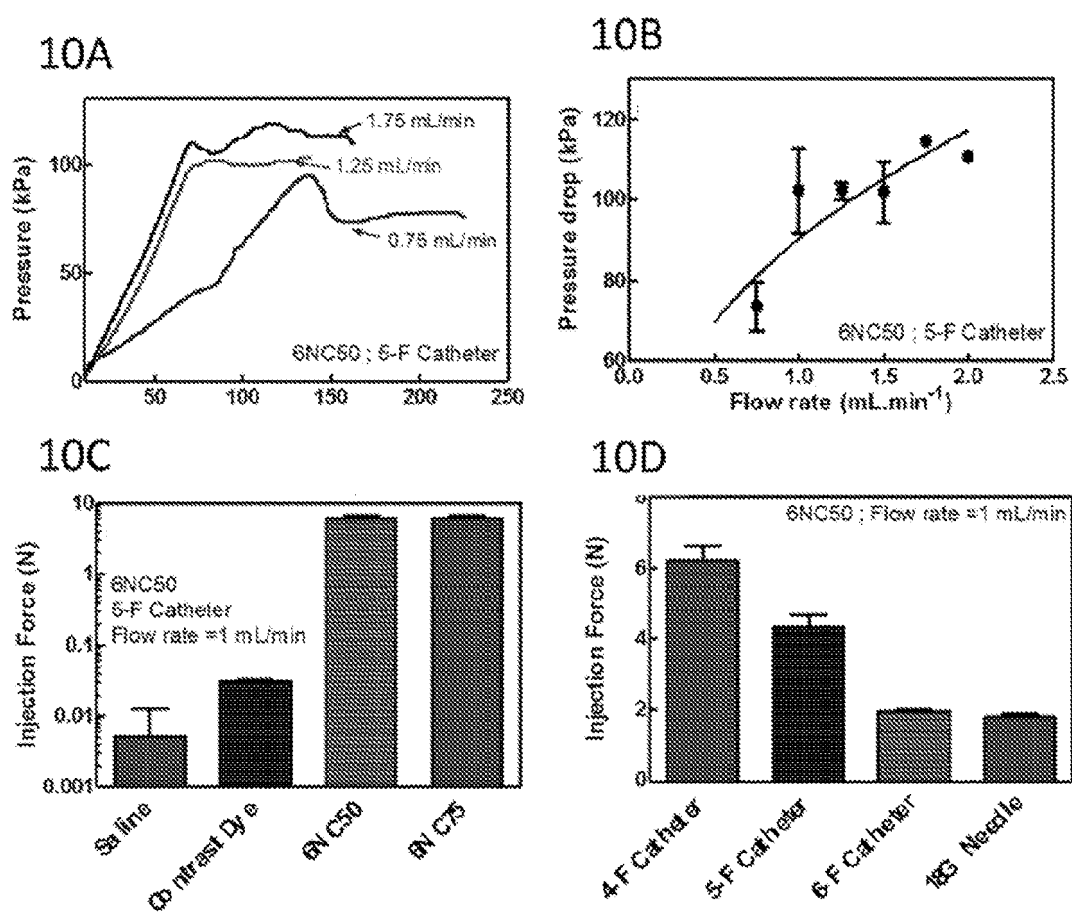 10A
Pressure (kPa)
100
50
0
50
100
150
200
250
1.75 mL/min
1.25 mL/min
0.75 mL/min
6NC50 ; 5-F Catheter
10B
Pressure drop (kPa)
120
100
80
60
0.0
0.5
1.0
1.5
2.0
2.5
6NC50 ; 5-F Catheter
Flow rate (mL.min-1)
10C
Injection Force (N)
10
1
0.1
0.01
0.001
6NC50
5-F Catheter
Flow rate =1 mL/min
Saline
Contrast Dye
6NC50
6NC75
10D
Injection Force (N)
8
6
4
2
0
6NC50 ; Flow rate =1 mL/min
4-F Catheter
5-F Catheter
6-F Catheter
18G Needle